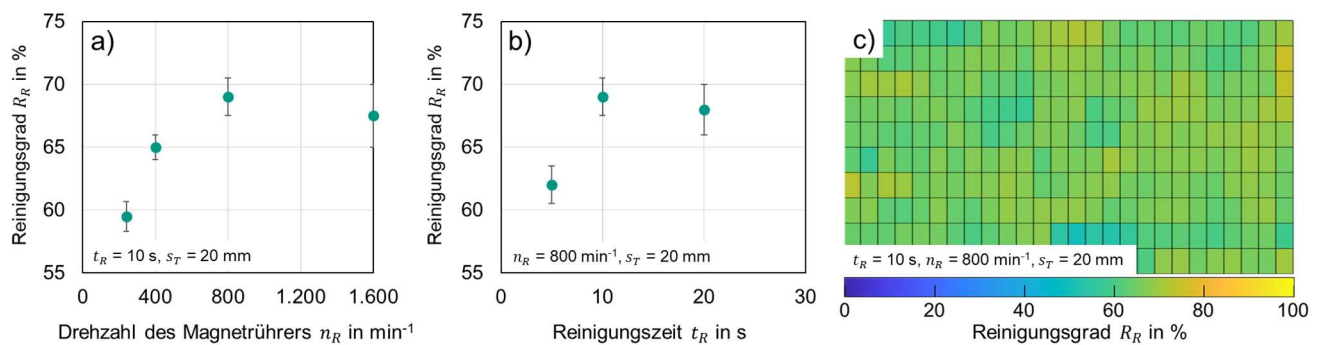 a)
Reinigungsgrad R_R in %
75
70
65
60
55
t_R = 10 s, s_T = 20 mm
0 400 800 1.200 1.600
Drehzahl des Magnetrührers n_R in min⁻¹
b)
Reinigungsgrad R_R in %
75
70
65
60
55
n_R = 800 min⁻¹, s_T = 20 mm
0 10 20 30
Reinigungszeit t_R in s
c)
t_R = 10 s, n_R = 800 min⁻¹, s_T = 20 mm
0 20 40 60 80 100
Reinigungsgrad R_R in %